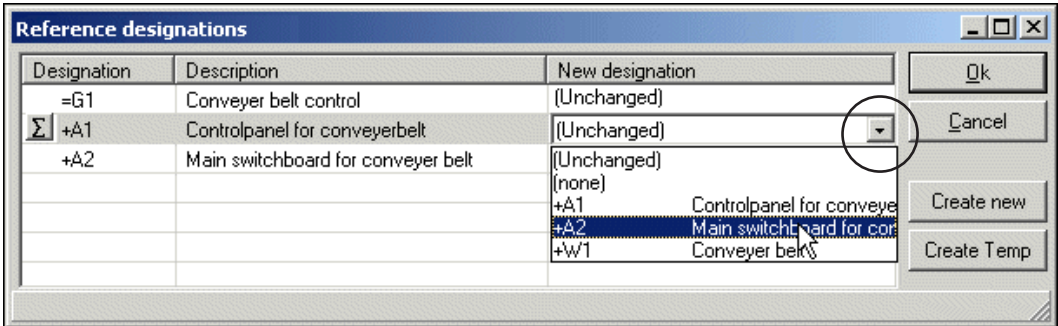 Reference designations
Designation Description New designation
=G1 Conveyer belt control (Unchanged)
Σ +A1 Controlpanel for conveyerbelt (Unchanged)
+A2 Main switchboard for conveyer belt
(Unchanged)
(none)
+A1 Controlpanel for conveye
+A2 Main switchboard for con
+W1 Conveyer belt
Ok
Cancel
Create new
Create Temp